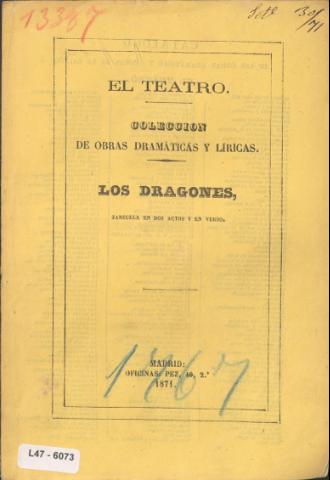 13387
30/71
EL TEATRO.
COLECCION
DE OBRAS DRAMÁTICAS Y LÍRICAS.
LOS DRAGONES,
ZARZUELA EN DOS ACTOS Y EN VERSO.
MADRID:
OFICINAS: PEZ, 40, 2.º
1871.
L47 - 6073